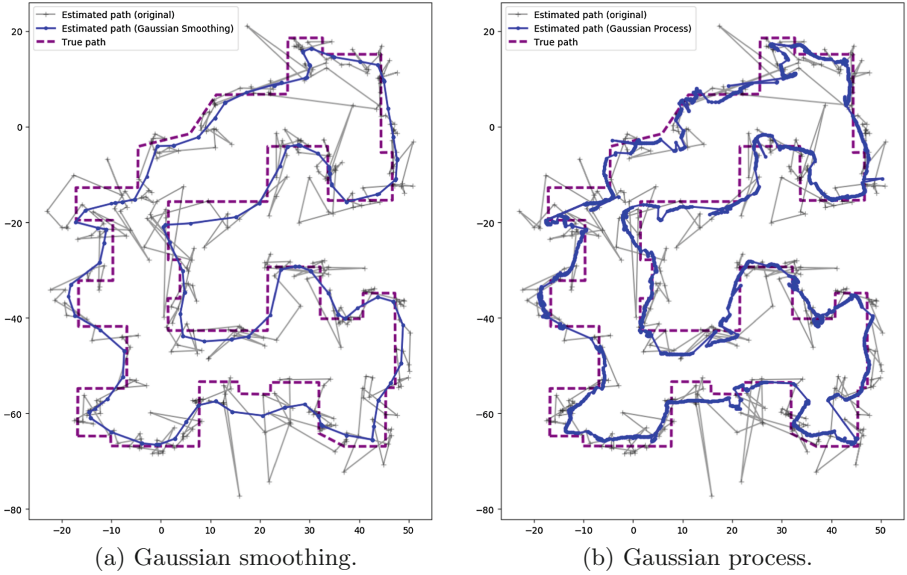 Estimated path (original)
Estimated path (Gaussian Smoothing)
True path
20
0
−20
−40
−60
−80
−20 −10 0 10 20 30 40 50
(a) Gaussian smoothing.
Estimated path (original)
Estimated path (Gaussian Process)
True path
20
0
−20
−40
−60
−80
−20 −10 0 10 20 30 40 50
(b) Gaussian process.